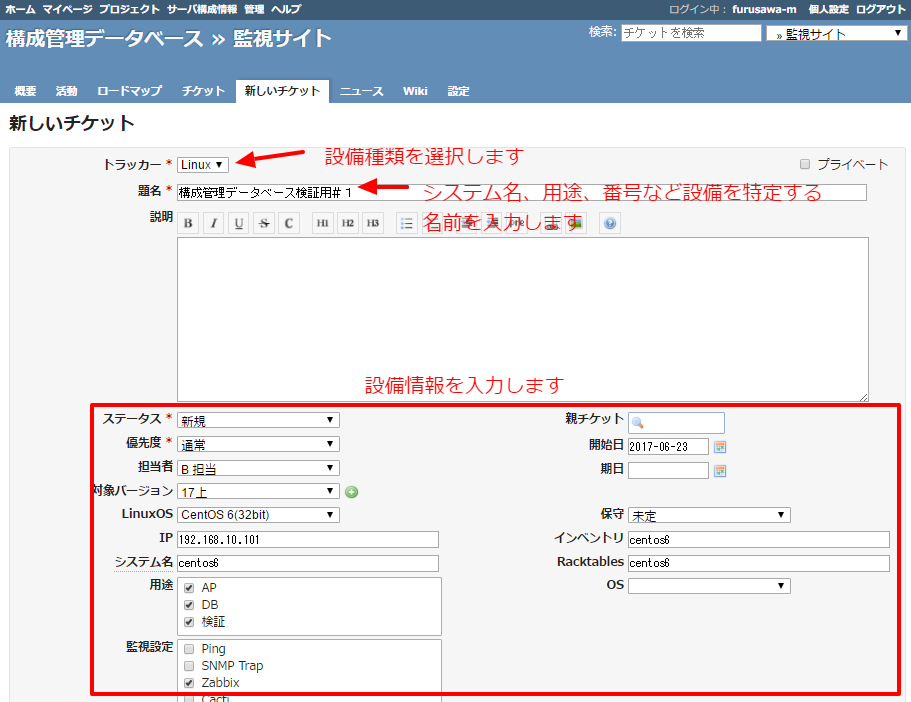 ホーム マイページ プロジェクト サーバ構成情報 管理 ヘルプ ログイン中： furusawa-m 個人設定 ログアウト
構成管理データベース » 監視サイト 検索: チケットを検索 » 監視サイト
概要 活動 ロードマップ チケット 新しいチケット ニュース Wiki 設定
新しいチケット
トラッカー * Linux 設備種類を選択します プライベート
題名 * 構成管理データベース検証用＃１ システム名、用途、番号など設備を特定する
説明 B I U S C H1 H2 H3 名前を入力します
設備情報を入力します
ステータス * 新規 親チケット
優先度 * 通常 開始日 2017-06-23
担当者 B 担当 期日
対象バージョン 17上
LinuxOS CentOS 6(32bit) 保守 未定
IP 192.168.10.101 インベントリ centos6
システム名 centos6 Racktables centos6
用途 AP OS
DB
検証
監視設定 Ping
SNMP Trap
Zabbix
Cacti